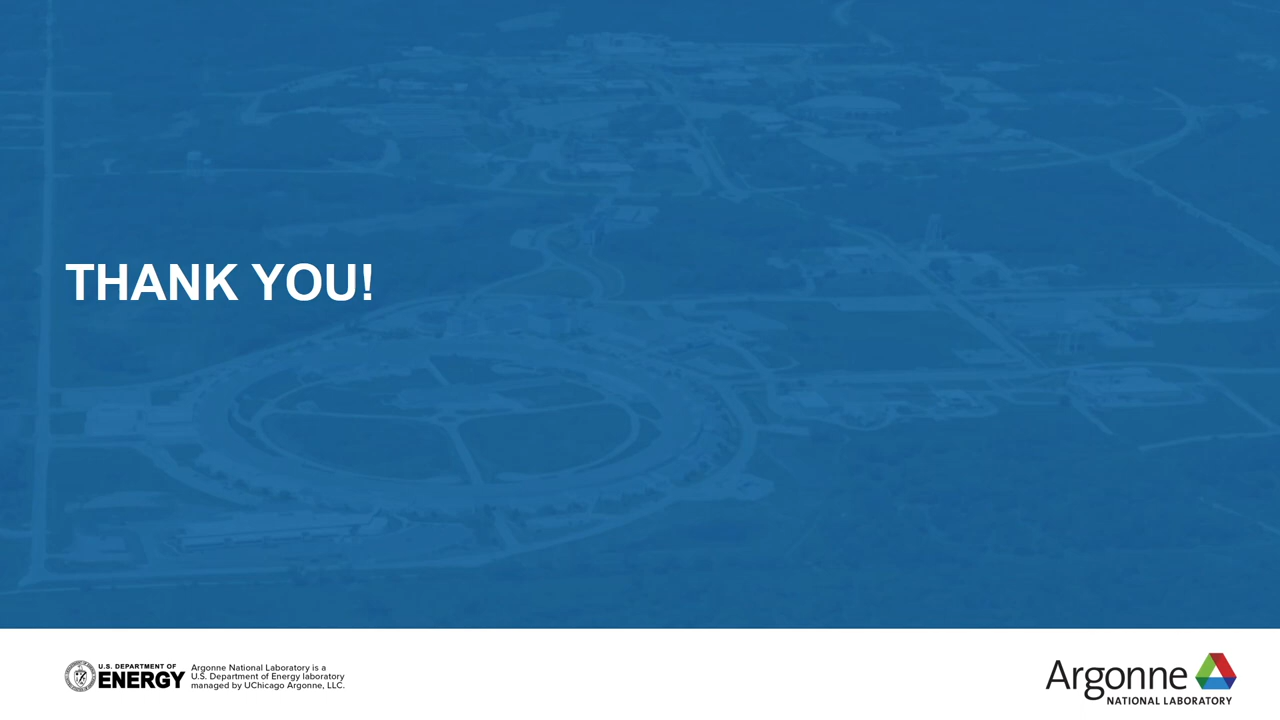 THANK YOU!
U.S. DEPARTMENT OF
ENERGY
Argonne National Laboratory is a
U.S. Department of Energy laboratory
managed by UChicago Argonne, LLC.
Argonne
NATIONAL LABORATORY